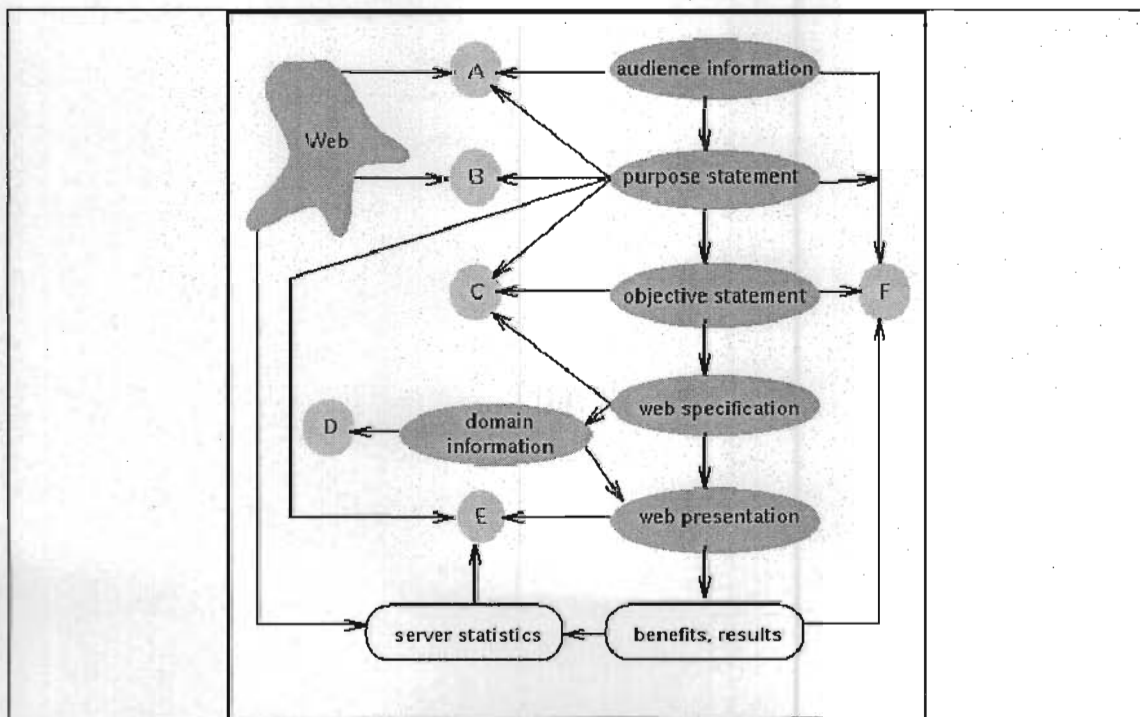 A
audience information
Web
B
purpose statement
C
objective statement
F
web specification
D
domain
information
E
web presentation
server statistics
benefits, results